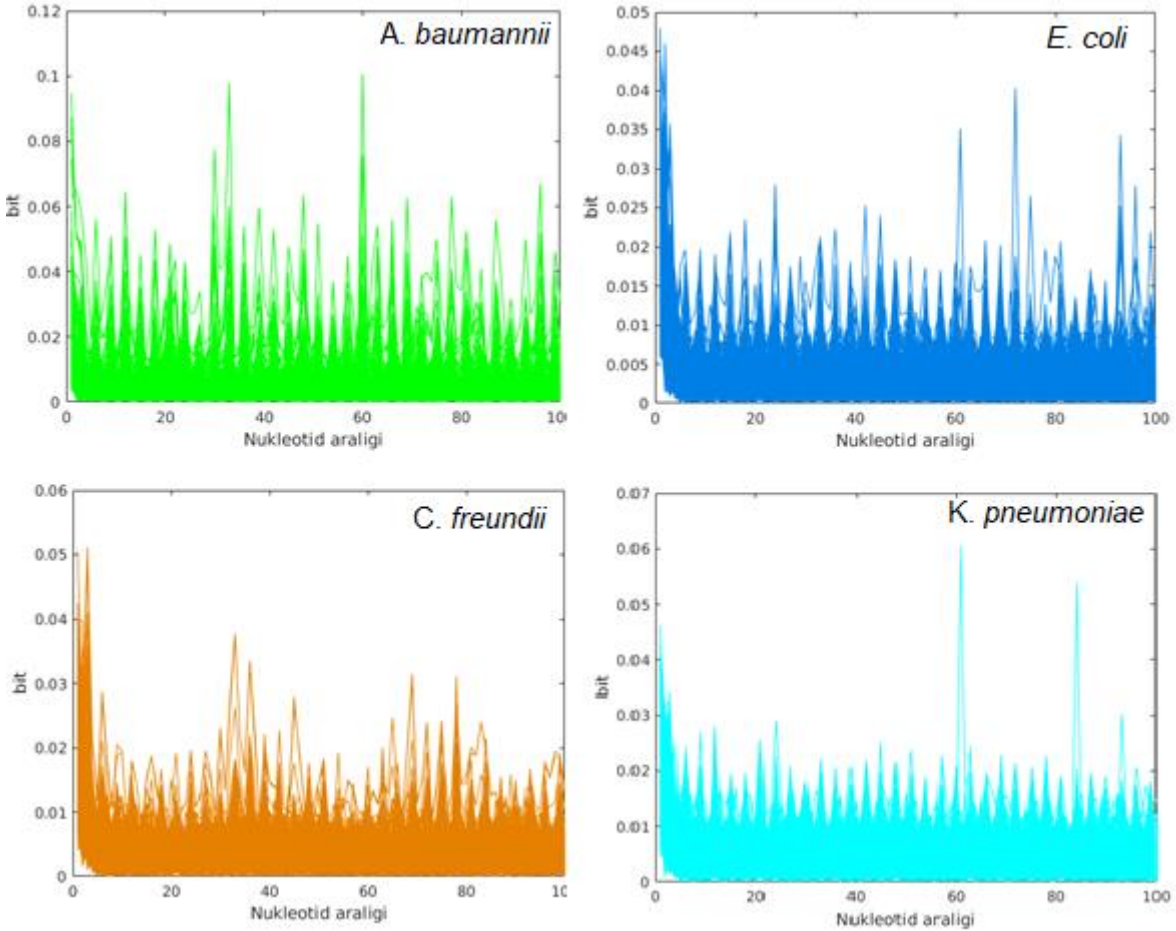 A. baumannii
0.12
0.1
0.08
0.06
0.04
0.02
0
bit
0 20 40 60 80 10(
Nukleotid araligi
E. coli
0.05
0.045
0.04
0.035
0.03
0.025
0.02
0.015
0.01
0.005
0
bit
0 20 40 60 80 100
Nukleotid araligi
C. freundii
0.06
0.05
0.04
0.03
0.02
0.01
0
bit
0 20 40 60 80 10(
Nukleotid araligi
K. pneumoniae
0.07
0.06
0.05
0.04
0.03
0.02
0.01
0
bit
0 20 40 60 80 100
Nukleotid araligi